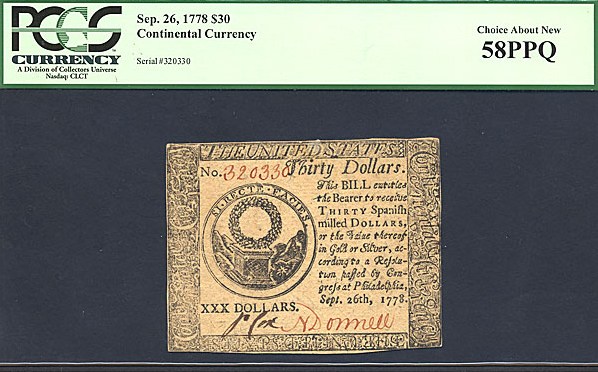 PCGS
CURRENCY
A Division of Collectors Universe
Nasdaq: CLCT
Sep. 26, 1778 $30
Continental Currency
Serial #320330
Choice About New
58PPQ
THE UNITED STATES
No. 320330 Thirty Dollars.
This BILL entitles
the Bearer to receive
THIRTY Spanish
milled DOLLARS,
or the Value thereof
in Gold or Silver, ac-
cording to a Resolu-
tion passed by Con-
gress at Philadelphia,
Sept. 26th, 1778.
SI RECTE FACIES
XXX DOLLARS.
J. Cox N Donnell